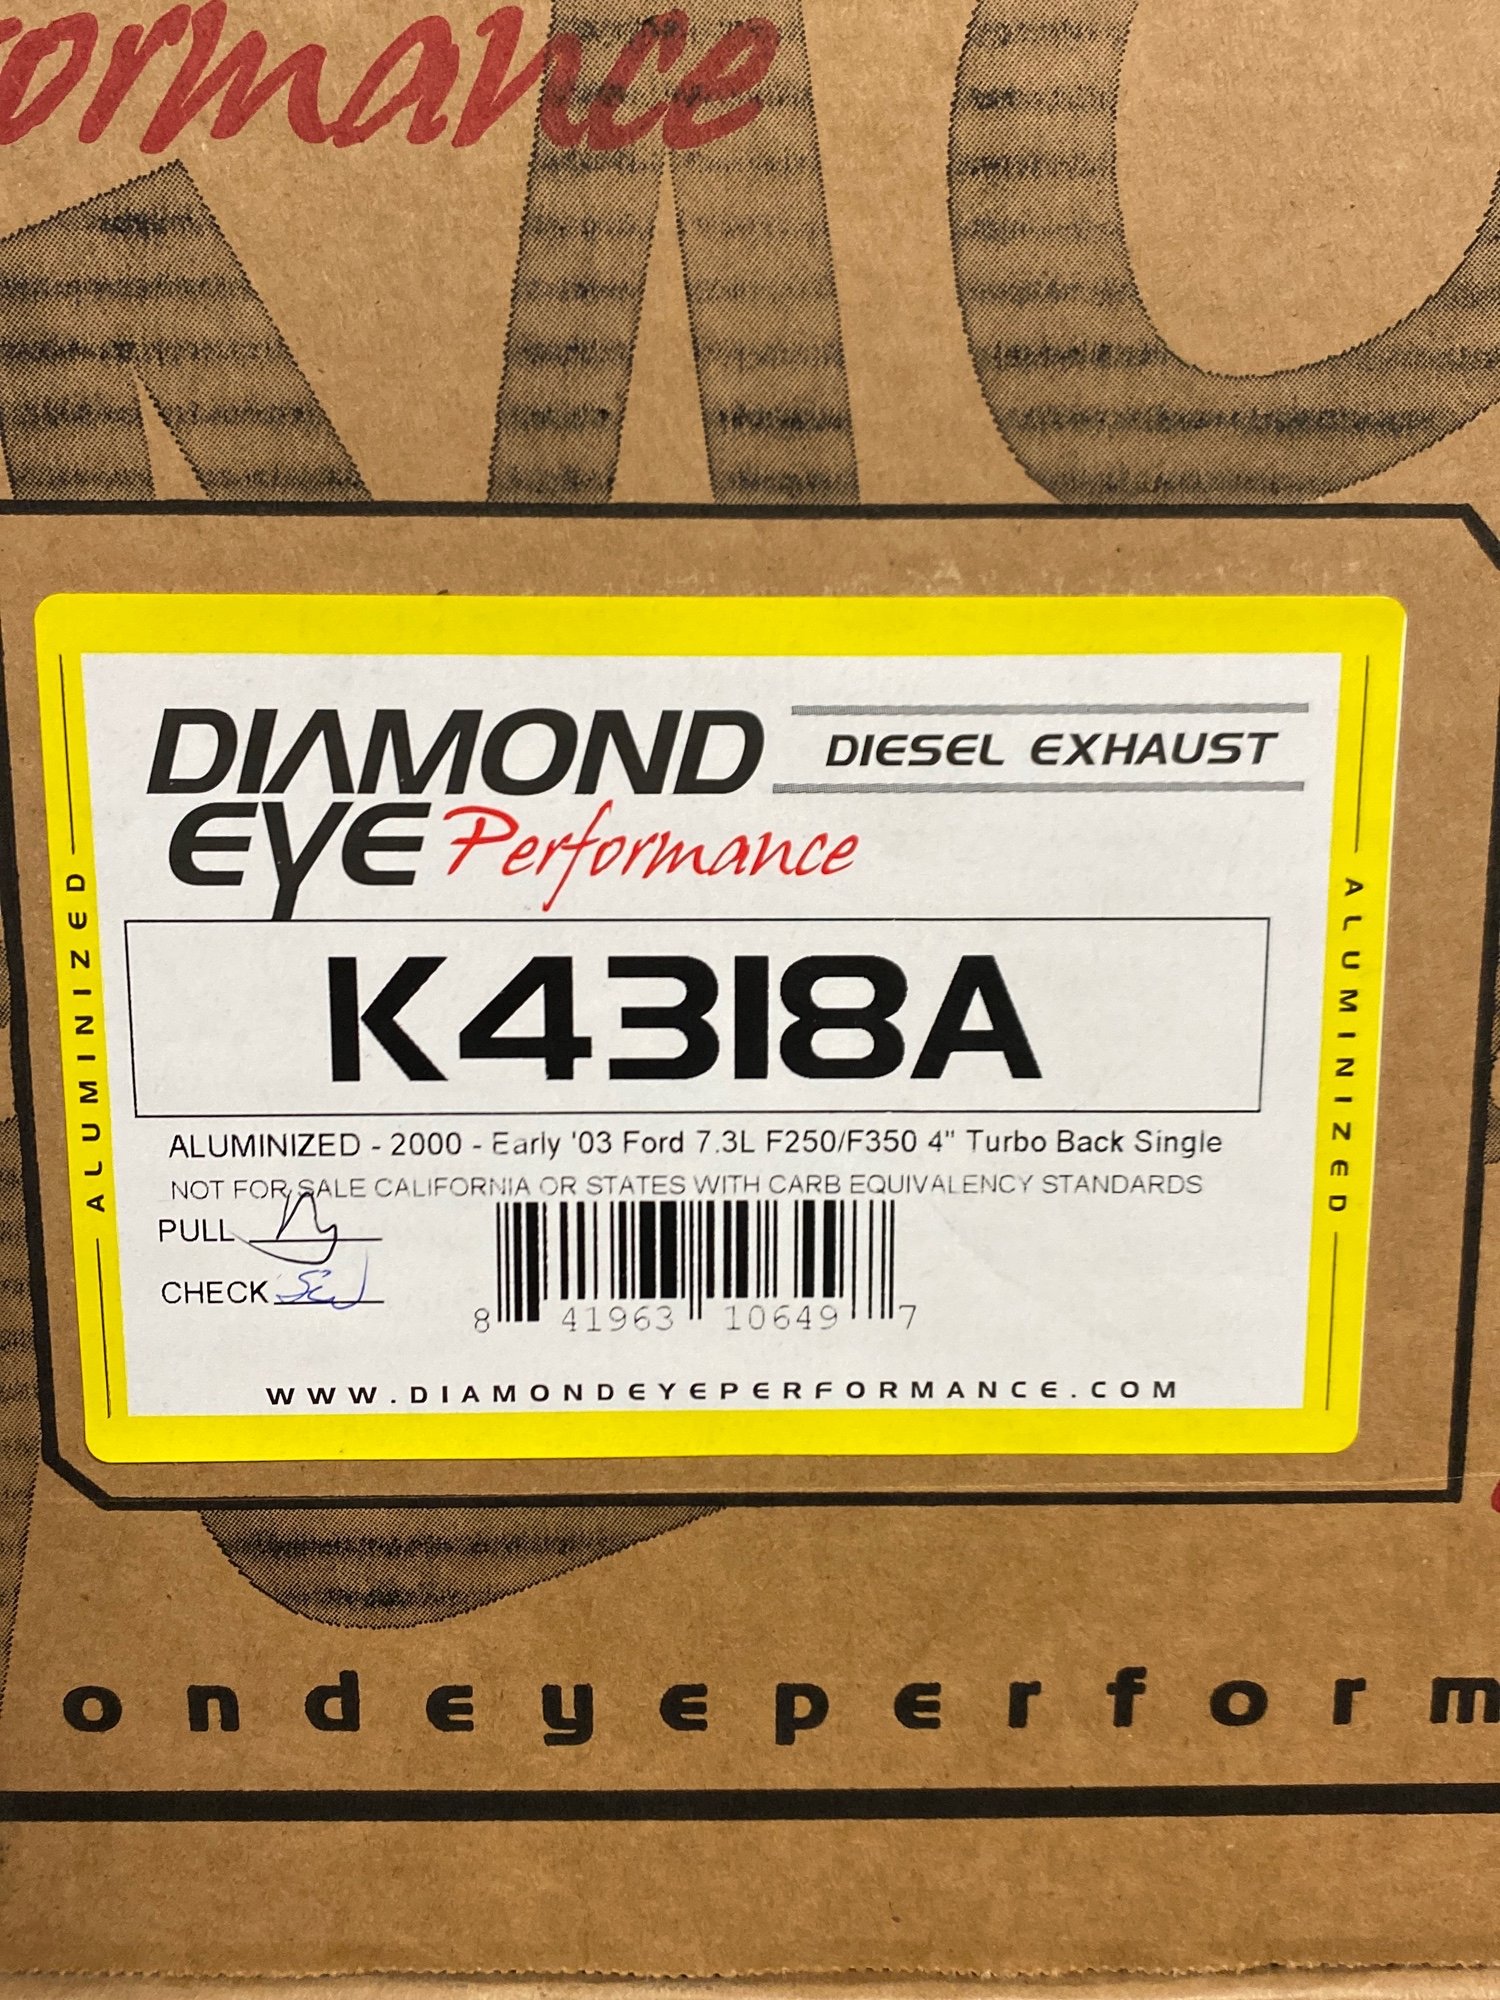 ormance
DIAMOND
EYE Performance
DIESEL EXHAUST
ALUMINIZED
ALUMINIZED
K4318A
ALUMINIZED - 2000 - Early '03 Ford 7.3L F250/F350 4" Turbo Back Single
NOT FOR SALE CALIFORNIA OR STATES WITH CARB EQUIVALENCY STANDARDS
PULL
CHECK
8 41963 10649 7
WWW.DIAMONDEYEPERFORMANCE.COM
ondeyeperform